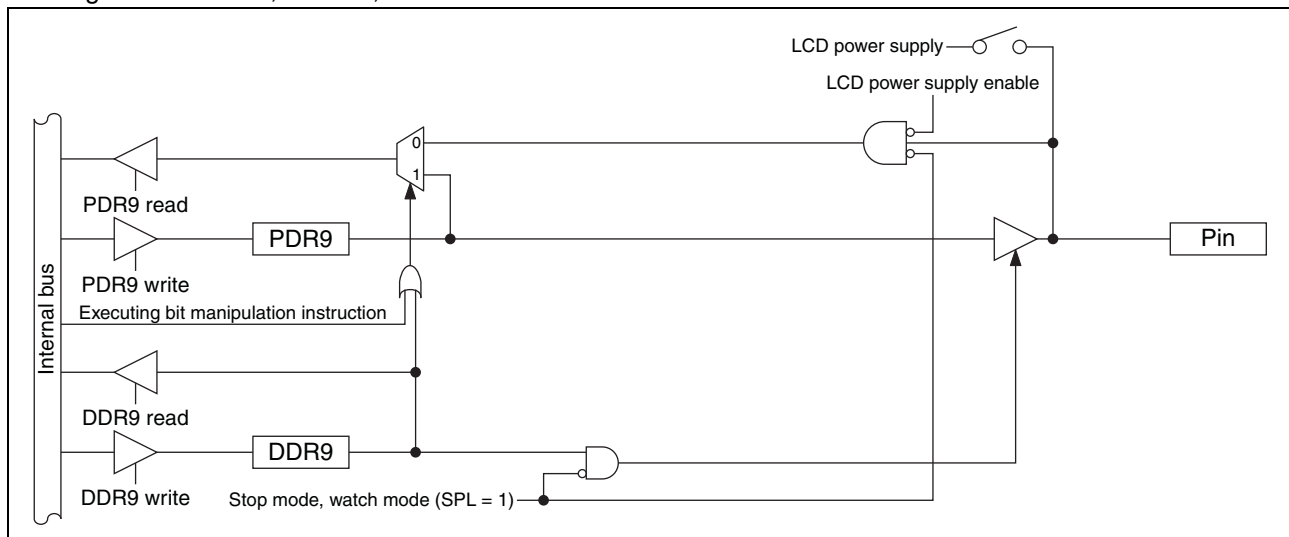 LCD power supply
LCD power supply enable
0
1
PDR9 read
PDR9
Pin
PDR9 write
Internal bus
Executing bit manipulation instruction
DDR9 read
DDR9
DDR9 write
Stop mode, watch mode (SPL = 1)